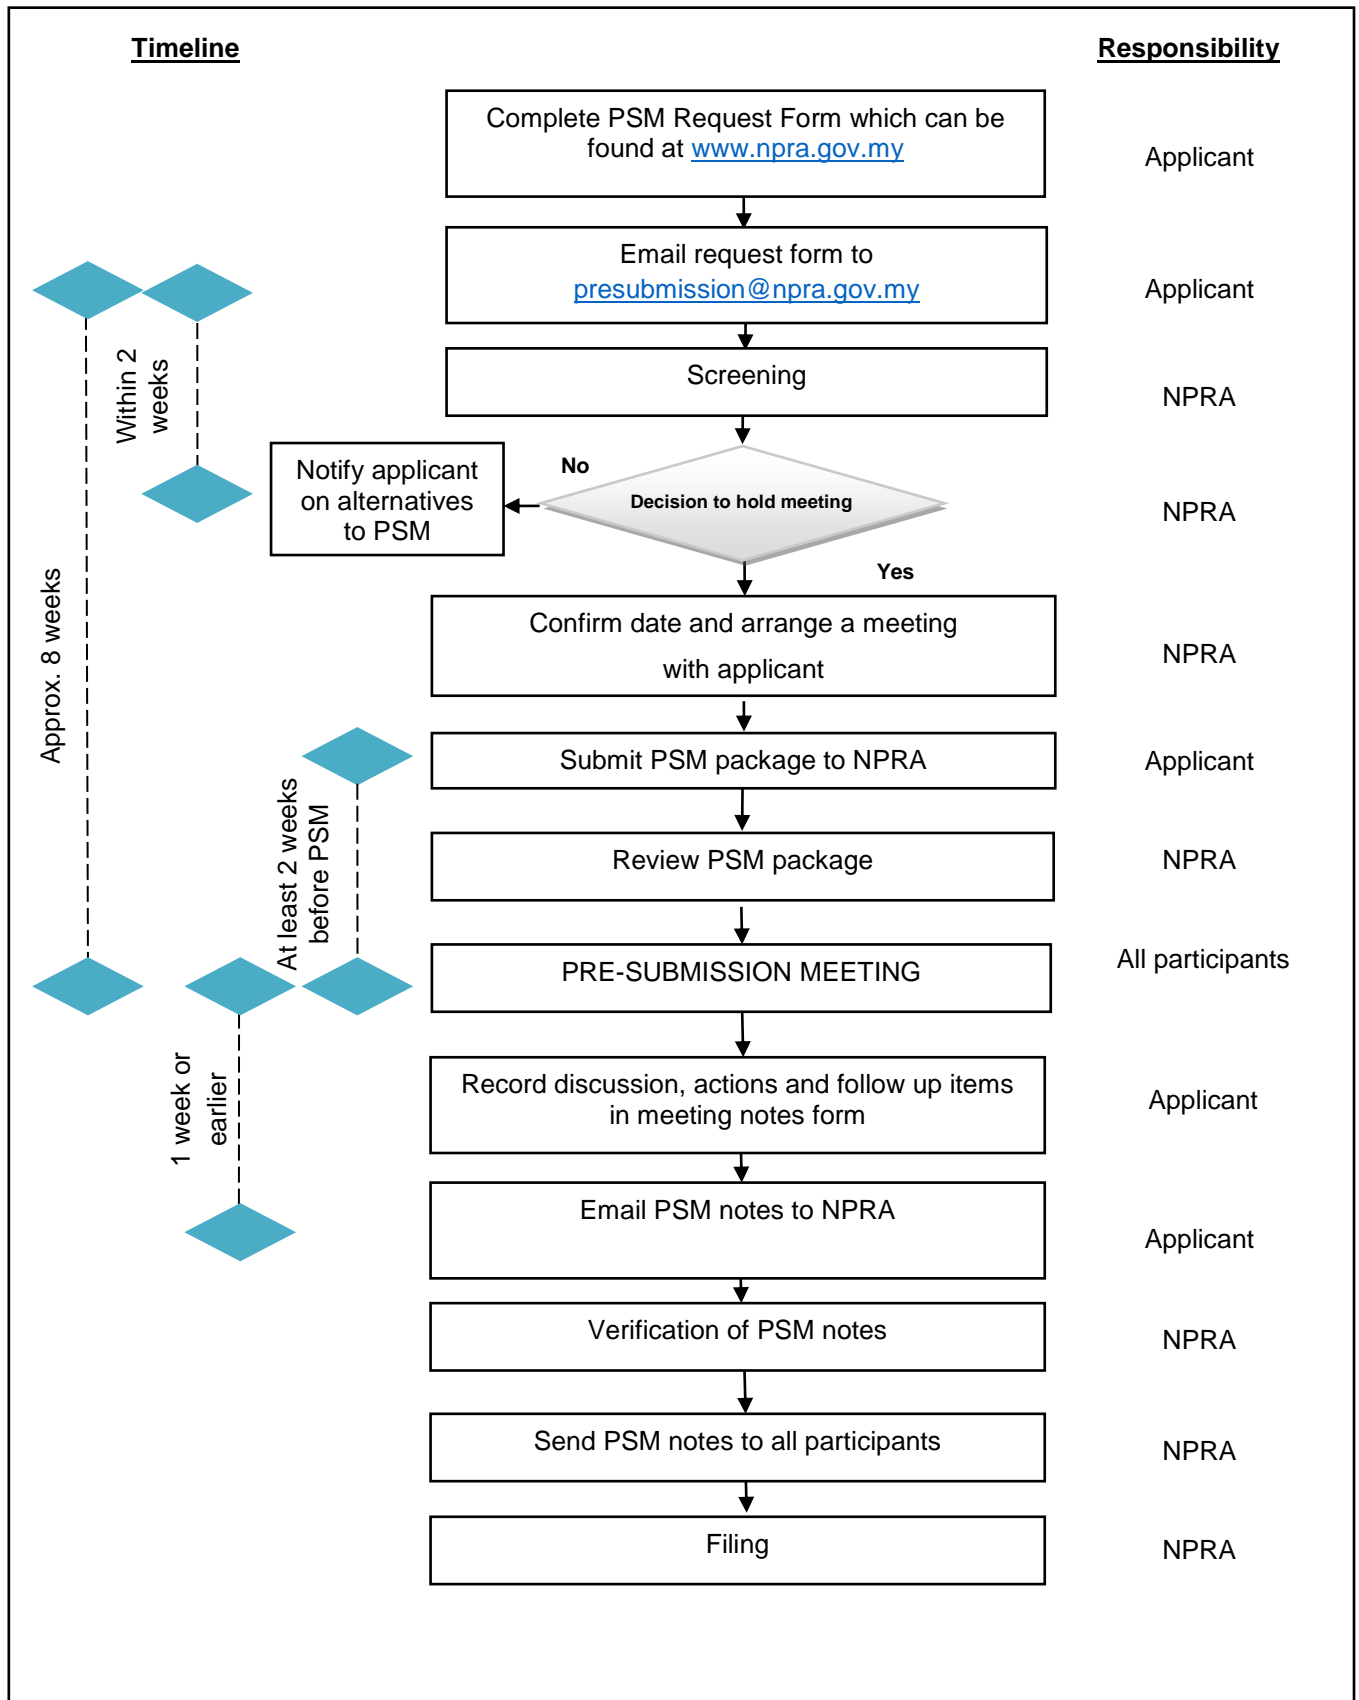 Timeline
Responsibility
Complete PSM Request Form which can be
found at www.npra.gov.my
Applicant
Email request form to
presubmission@npra.gov.my
Applicant
Within 2
weeks
Screening
NPRA
Notify applicant
on alternatives
to PSM
No
Decision to hold meeting
NPRA
Yes
Approx. 8 weeks
Confirm date and arrange a meeting
with applicant
NPRA
At least 2 weeks
before PSM
Submit PSM package to NPRA
Applicant
Review PSM package
NPRA
PRE-SUBMISSION MEETING
All participants
1 week or
earlier
Record discussion, actions and follow up items
in meeting notes form
Applicant
Email PSM notes to NPRA
Applicant
Verification of PSM notes
NPRA
Send PSM notes to all participants
NPRA
Filing
NPRA